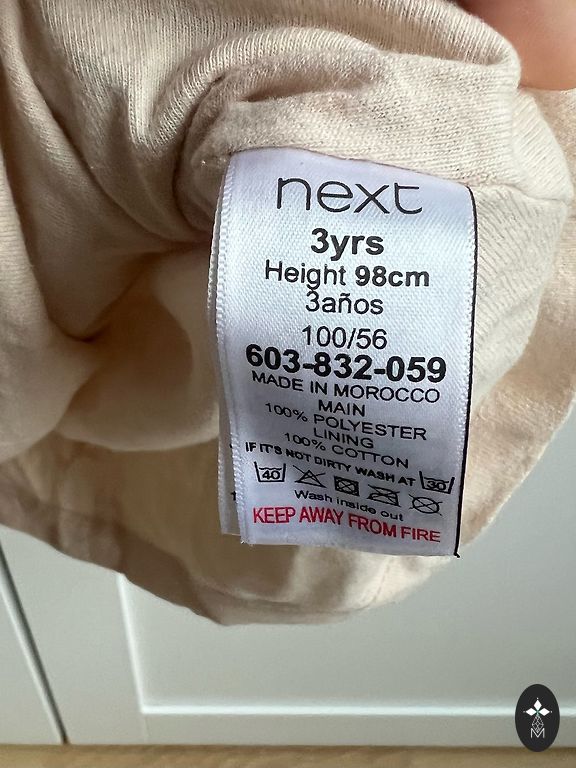 next
3yrs
Height 98cm
3años
100/56
603-832-059
MADE IN MOROCCO
MAIN
100% POLYESTER
LINING
100% COTTON
IF IT'S NOT DIRTY WASH AT 30
40
Wash inside out
KEEP AWAY FROM FIRE
M